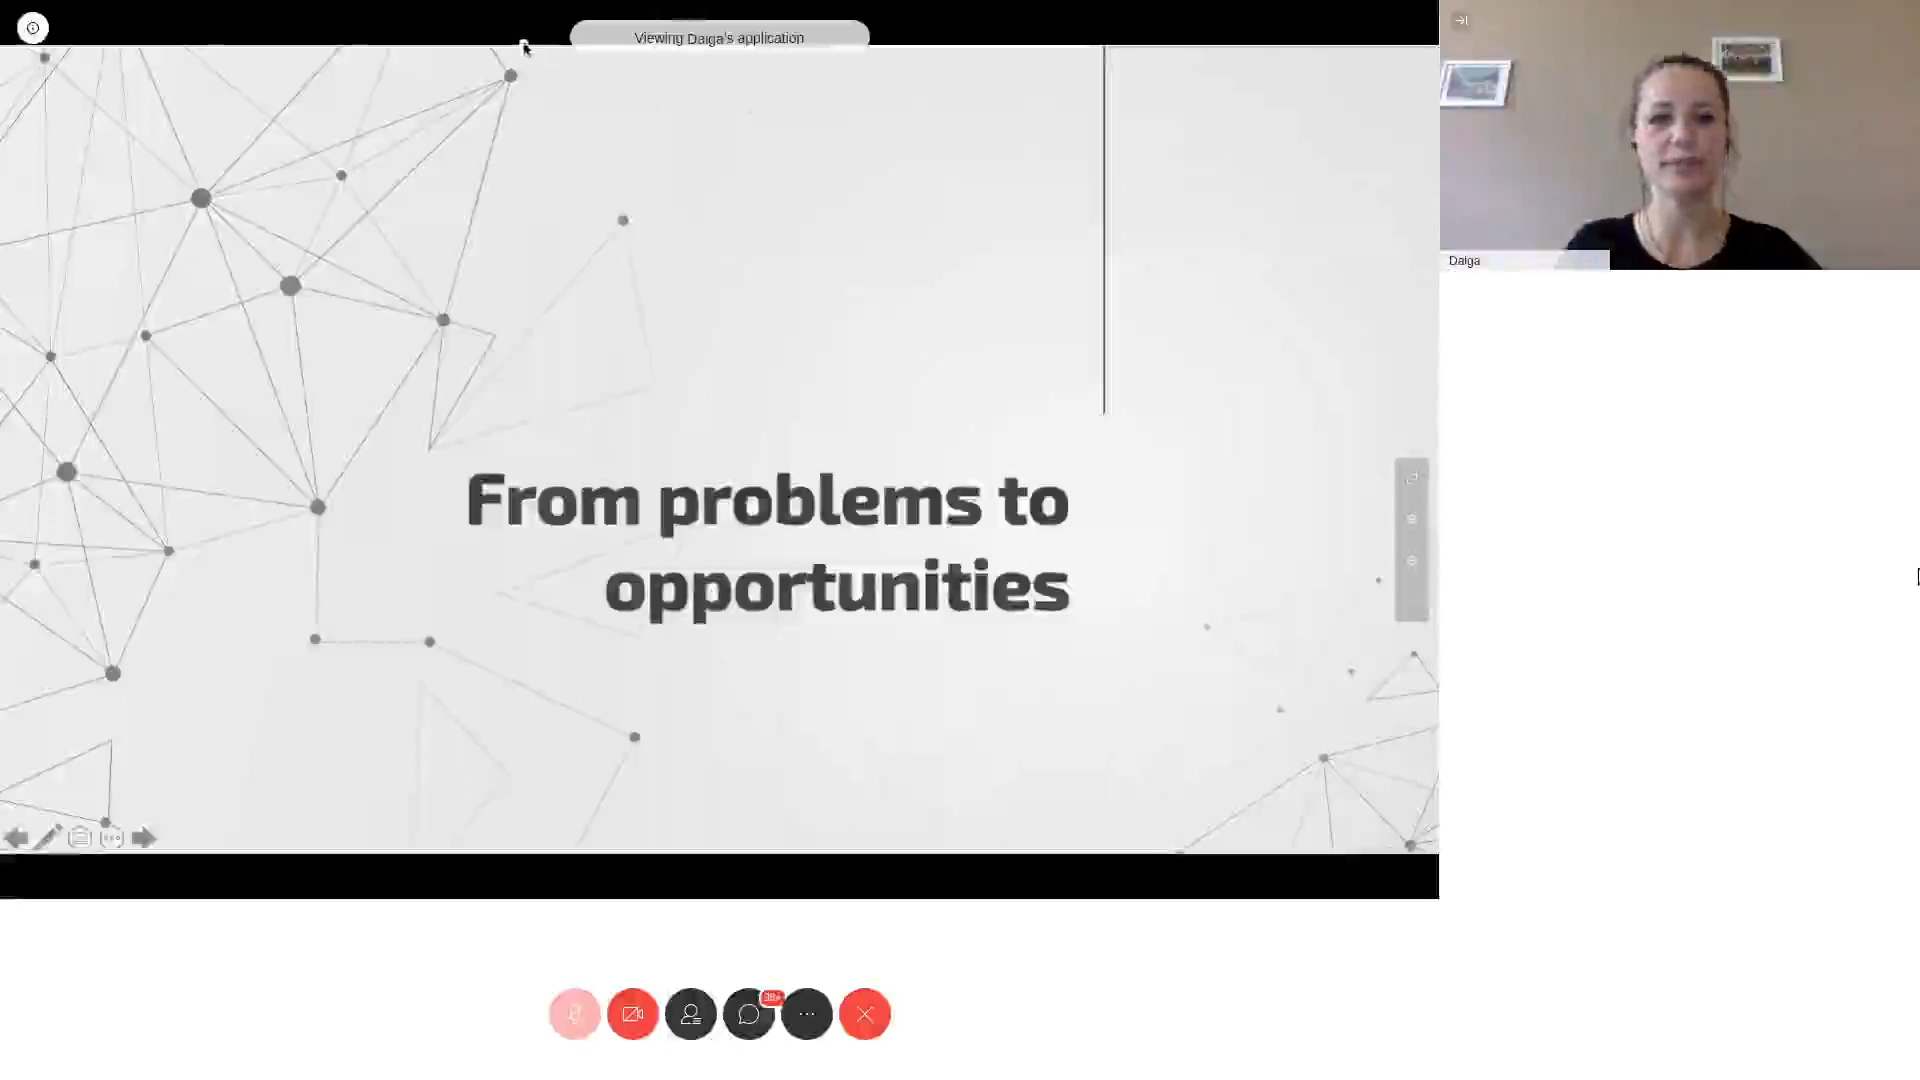 Viewing Daiga's application
Daiga
From problems to
opportunities